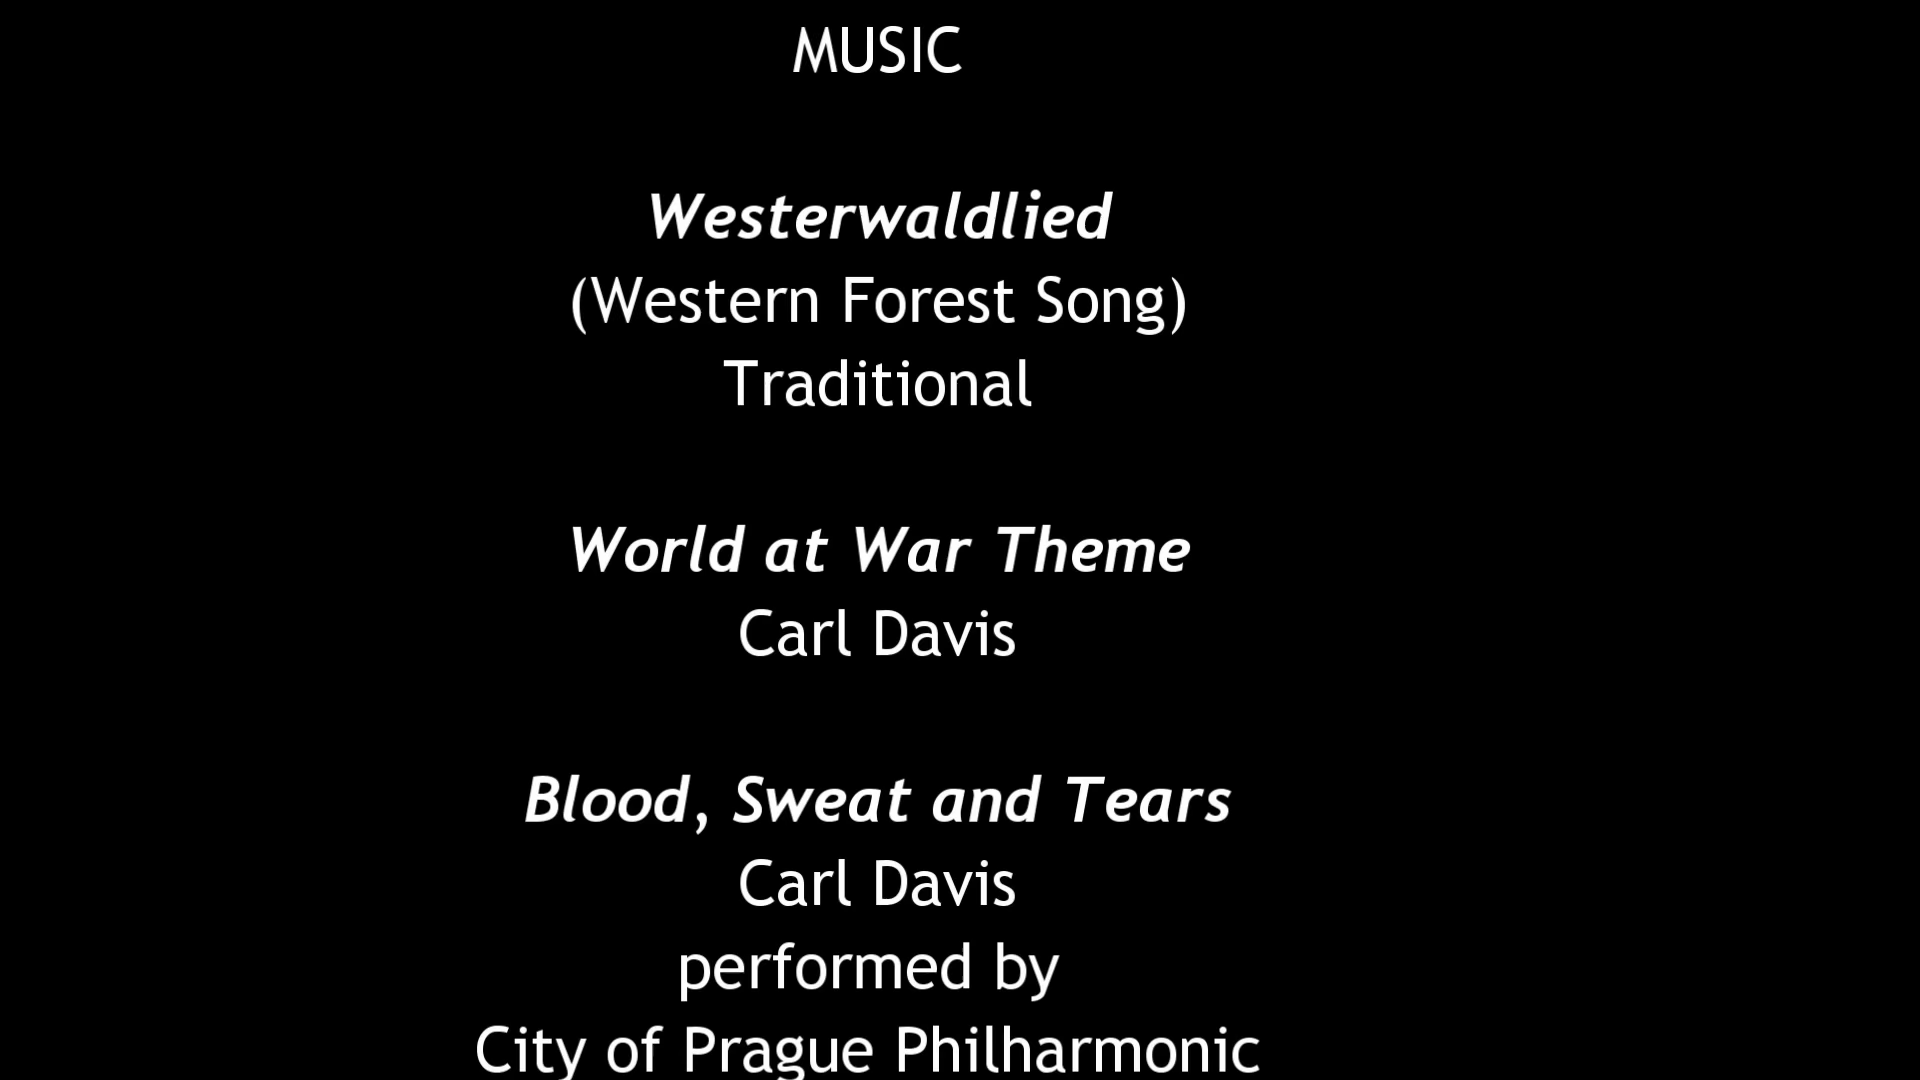 MUSIC
Westerwaldlied
(Western Forest Song)
Traditional
World at War Theme
Carl Davis
Blood, Sweat and Tears
Carl Davis
performed by
City of Prague Philharmonic